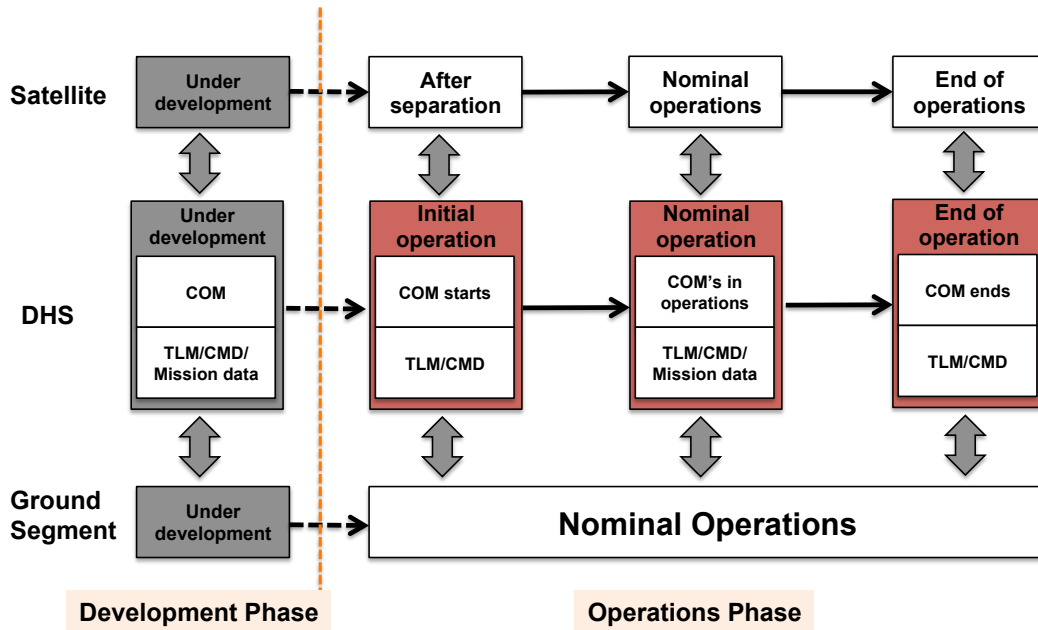 Satellite
Under
development
After
separation
Nominal
operations
End of
operations
DHS
Under
development
COM
TLM/CMD/
Mission data
Initial
operation
COM starts
TLM/CMD
Nominal
operation
COM's in
operations
TLM/CMD/
Mission data
End of
operation
COM ends
TLM/CMD
Ground
Segment
Under
development
Nominal Operations
Development Phase
Operations Phase